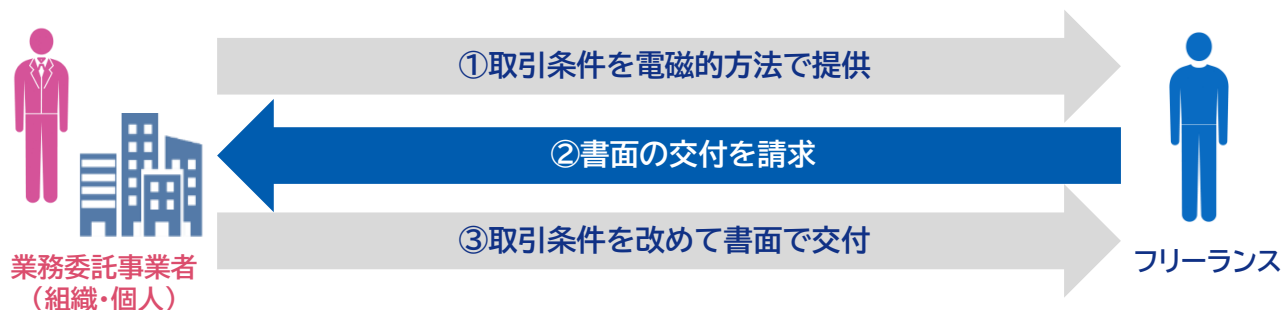 ①取引条件を電磁的方法で提供
②書面の交付を請求
③取引条件を改めて書面で交付
業務委託事業者
（組織・個人）
フリーランス